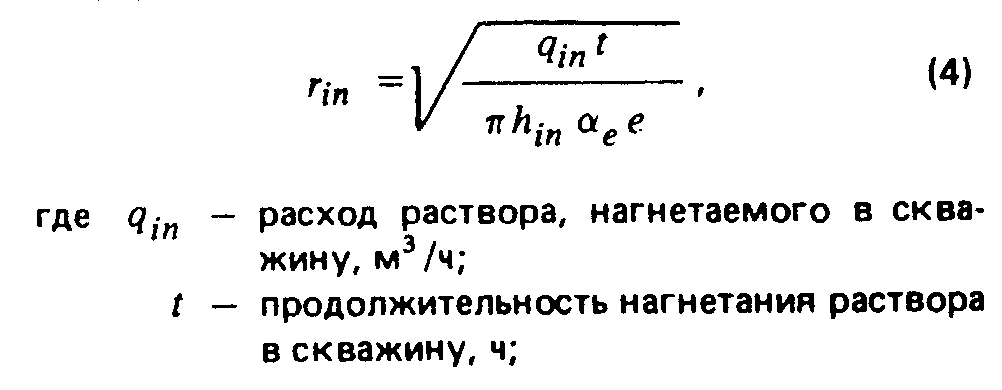 r_in = √(q_in t / π h_in α_e e), (4)
где q_in — расход раствора, нагнетаемого в сква-
жину, м³/ч;
t — продолжительность нагнетания раствора
в скважину, ч;